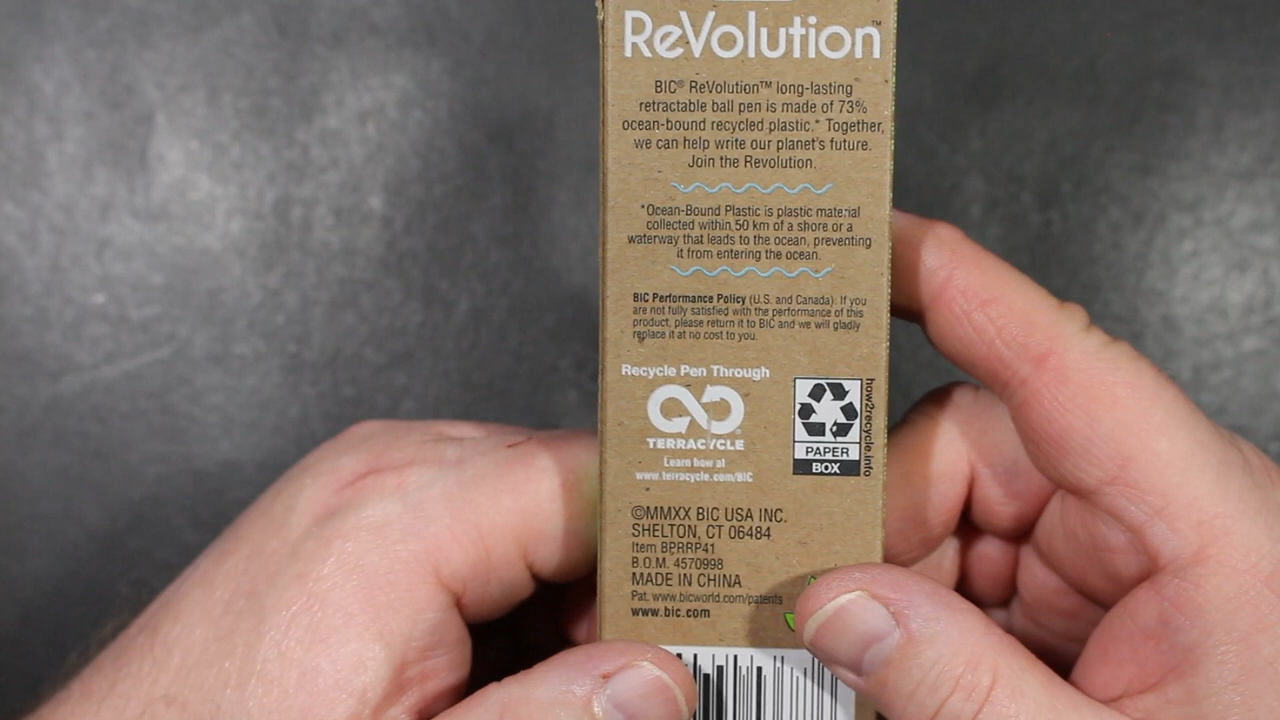 ReVolution™
BIC® ReVolution™ long-lasting
retractable ball pen is made of 73%
ocean-bound recycled plastic.* Together,
we can help write our planet's future.
Join the Revolution.
*Ocean-Bound Plastic is plastic material
collected within 50 km of a shore or a
waterway that leads to the ocean, preventing
it from entering the ocean.
BIC Performance Policy (U.S. and Canada): If you
are not fully satisfied with the performance of this
product, please return it to BIC and we will gladly
replace it at no cost to you.
Recycle Pen Through
TERRACYCLE
Learn how at
www.terracycle.com/BIC
PAPER
BOX
how2recycle.info
©MMXX BIC USA INC.
SHELTON, CT 06484
Item BPRRP41
B.O.M. 4570998
MADE IN CHINA
Pat. www.bicworld.com/patents
www.bic.com